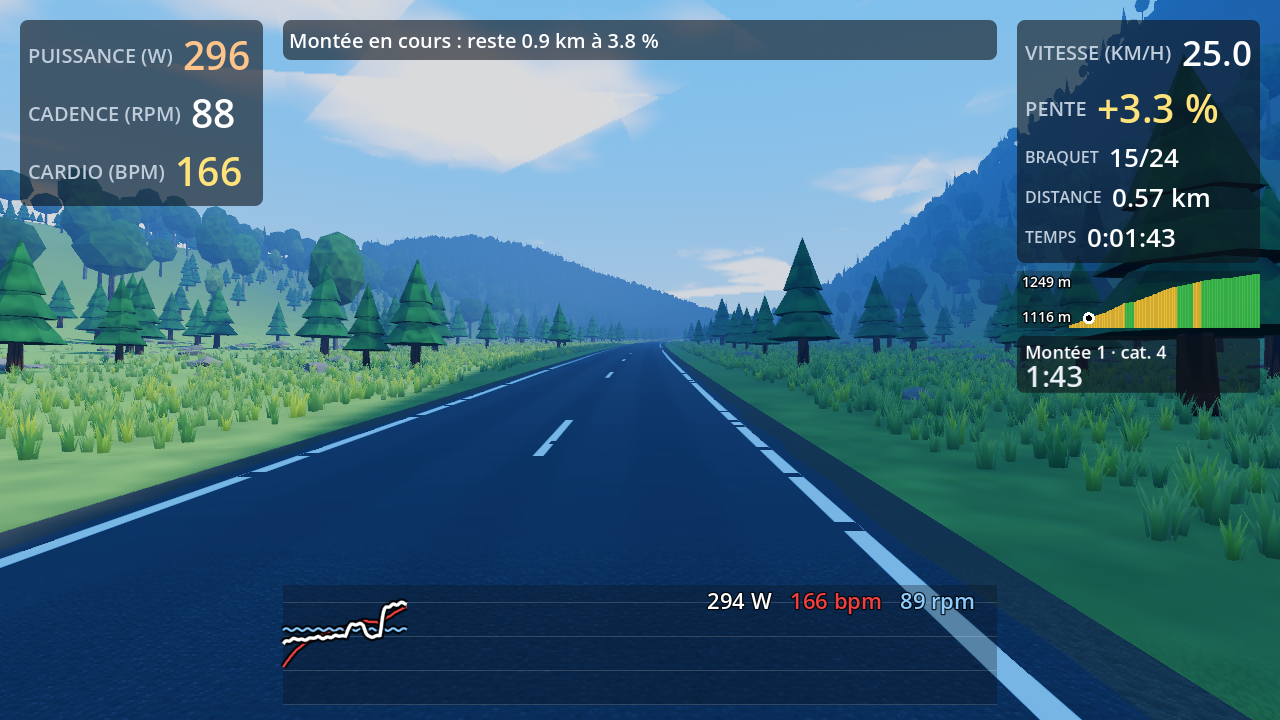 PUISSANCE (W) 296
CADENCE (RPM) 88
CARDIO (BPM) 166
Montée en cours : reste 0.9 km à 3.8 %
VITESSE (KM/H) 25.0
PENTE +3.3 %
BRAQUET 15/24
DISTANCE 0.57 km
TEMPS 0:01:43
1249 m
1116 m
Montée 1 · cat. 4
1:43
294 W 166 bpm 89 rpm